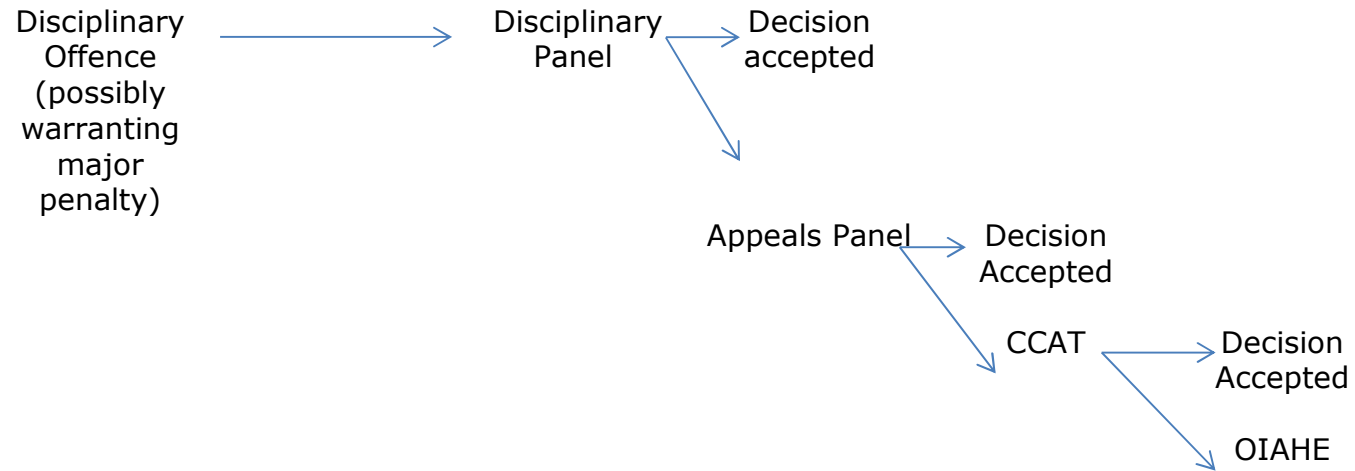 Disciplinary
Offence
(possibly
warranting
major
penalty)
Disciplinary
Panel
Decision
accepted
Appeals Panel
Decision
Accepted
CCAT
Decision
Accepted
OIAHE